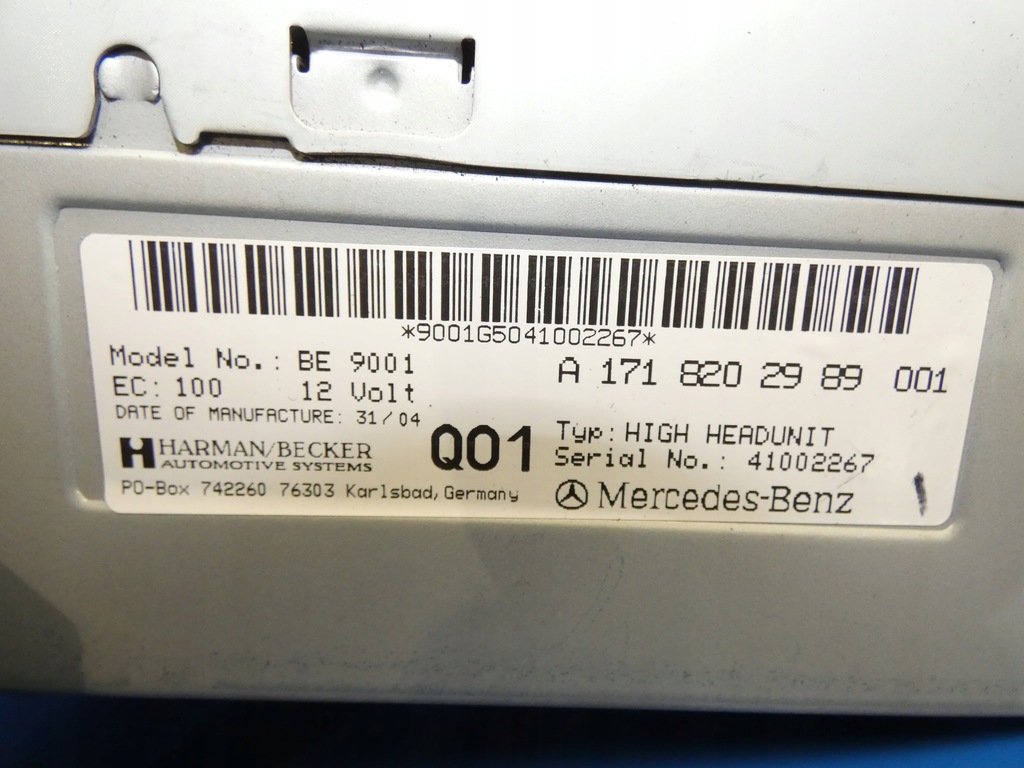 *9001G5041002267*
Model No.: BE 9001
A 171 820 29 89 001
EC: 100 12 Volt
DATE OF MANUFACTURE: 31/04
Q01
Typ: HIGH HEADUNIT
HARMAN/BECKER
AUTOMOTIVE SYSTEMS
Serial No.: 41002267
PO-Box 742260 76303 Karlsbad, Germany
Mercedes-Benz